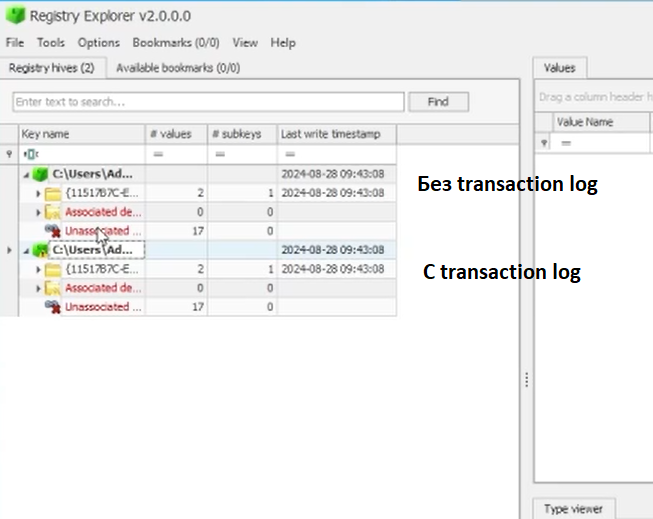 Registry Explorer v2.0.0.0
File Tools Options Bookmarks (0/0) View Help
Registry hives (2) Available bookmarks (0/0)
Values
Enter text to search... Find
Drag a column header h
Key name # values # subkeys Last write timestamp
Value Name
= = =
=
C:\Users\Ad... 2024-08-28 09:43:08
Без transaction log
{11517B7C-E... 2 1 2024-08-28 09:43:08
Associated de... 0 0
Unassociated ... 17 0
C:\Users\Ad... 2024-08-28 09:43:08
С transaction log
{11517B7C-E... 2 1 2024-08-28 09:43:08
Associated de... 0 0
Unassociated ... 17 0
Type viewer